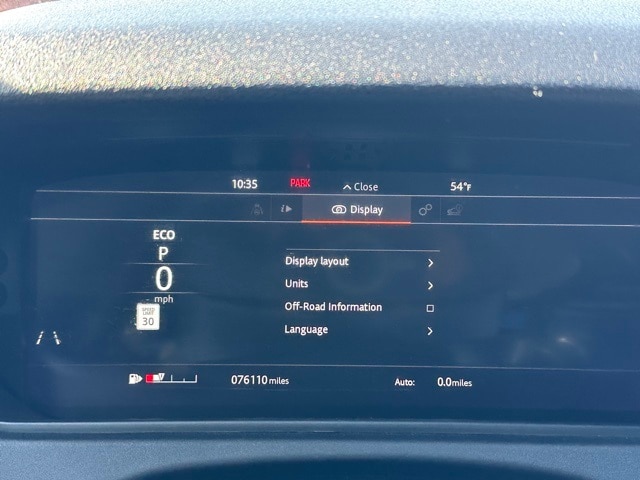 10:35 PARK Close 54°F
Display
ECO
P
0
mph
SPEED
LIMIT
30
Display layout
Units
Off-Road Information
Language
076110 miles Auto: 0.0 miles